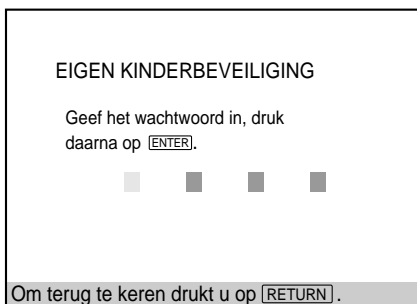 EIGEN KINDERBEVEILIGING
Geef het wachtwoord in, druk
daarna op ENTER.
Om terug te keren drukt u op RETURN.